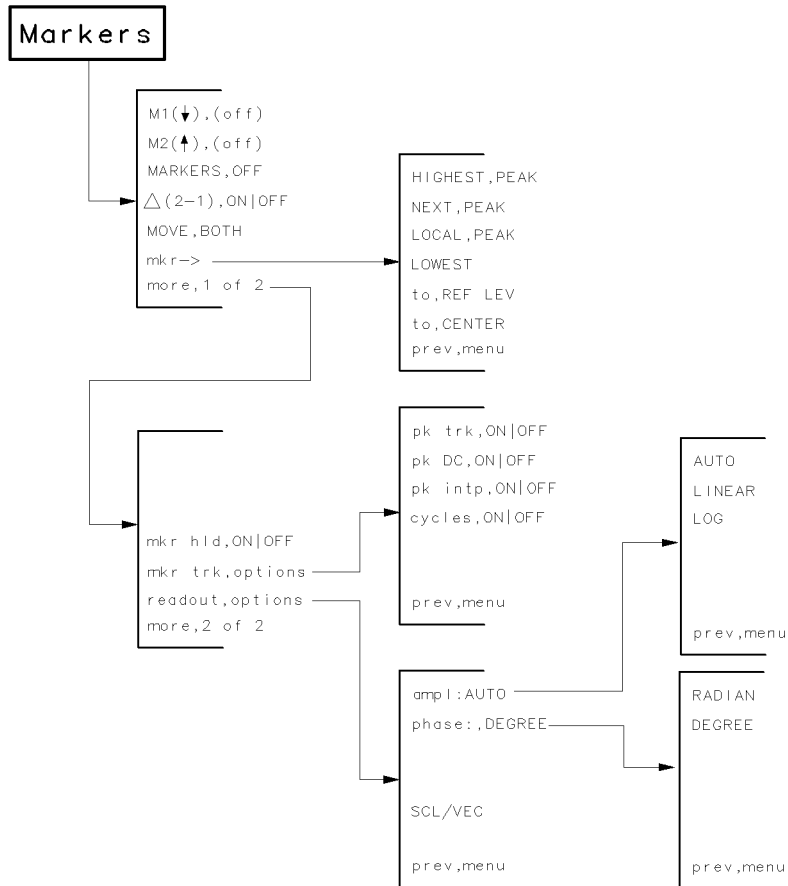 Markers
M1(↓),(off)
M2(↑),(off)
MARKERS,OFF
△(2-1),ON|OFF
MOVE,BOTH
mkr->
more,1 of 2
HIGHEST,PEAK
NEXT,PEAK
LOCAL,PEAK
LOWEST
to,REF LEV
to,CENTER
prev,menu
mkr hld,ON|OFF
mkr trk,options
readout,options
more,2 of 2
pk trk,ON|OFF
pk DC,ON|OFF
pk intp,ON|OFF
cycles,ON|OFF
prev,menu
AUTO
LINEAR
LOG
prev,menu
ampl:AUTO
phase:,DEGREE
SCL/VEC
prev,menu
RADIAN
DEGREE
prev,menu